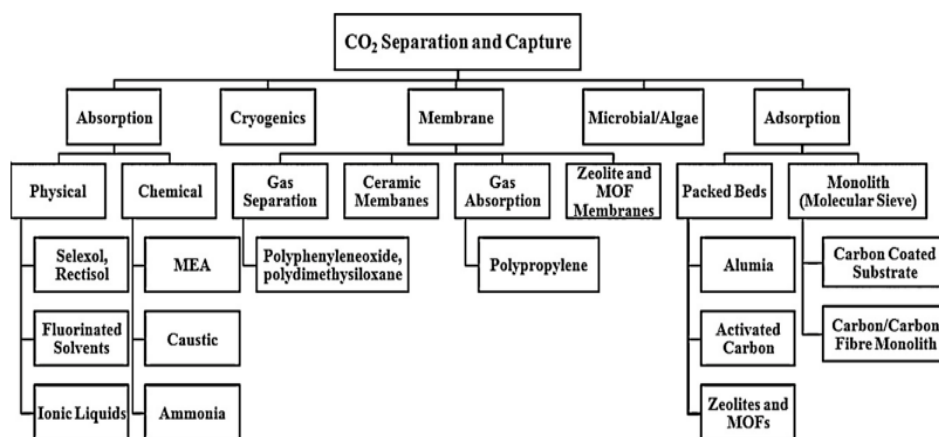 CO₂ Separation and Capture
Absorption
Cryogenics
Membrane
Microbial/Algae
Adsorption
Physical
Chemical
Gas
Separation
Ceramic
Membanes
Gas
Absorption
Zeolite and
MOF
Membranes
Packed Beds
Monolith
(Molecular Sieve)
Selexol,
Rectisol
MEA
Polyphenyleneoxide,
polydimethysiloxane
Polypropylene
Alumia
Carbon Coated
Substrate
Fluorinated
Solvents
Caustic
Activated
Carbon
Carbon/Carbon
Fibre Monolith
Ionic Liquids
Ammonia
Zeolites and
MOFs